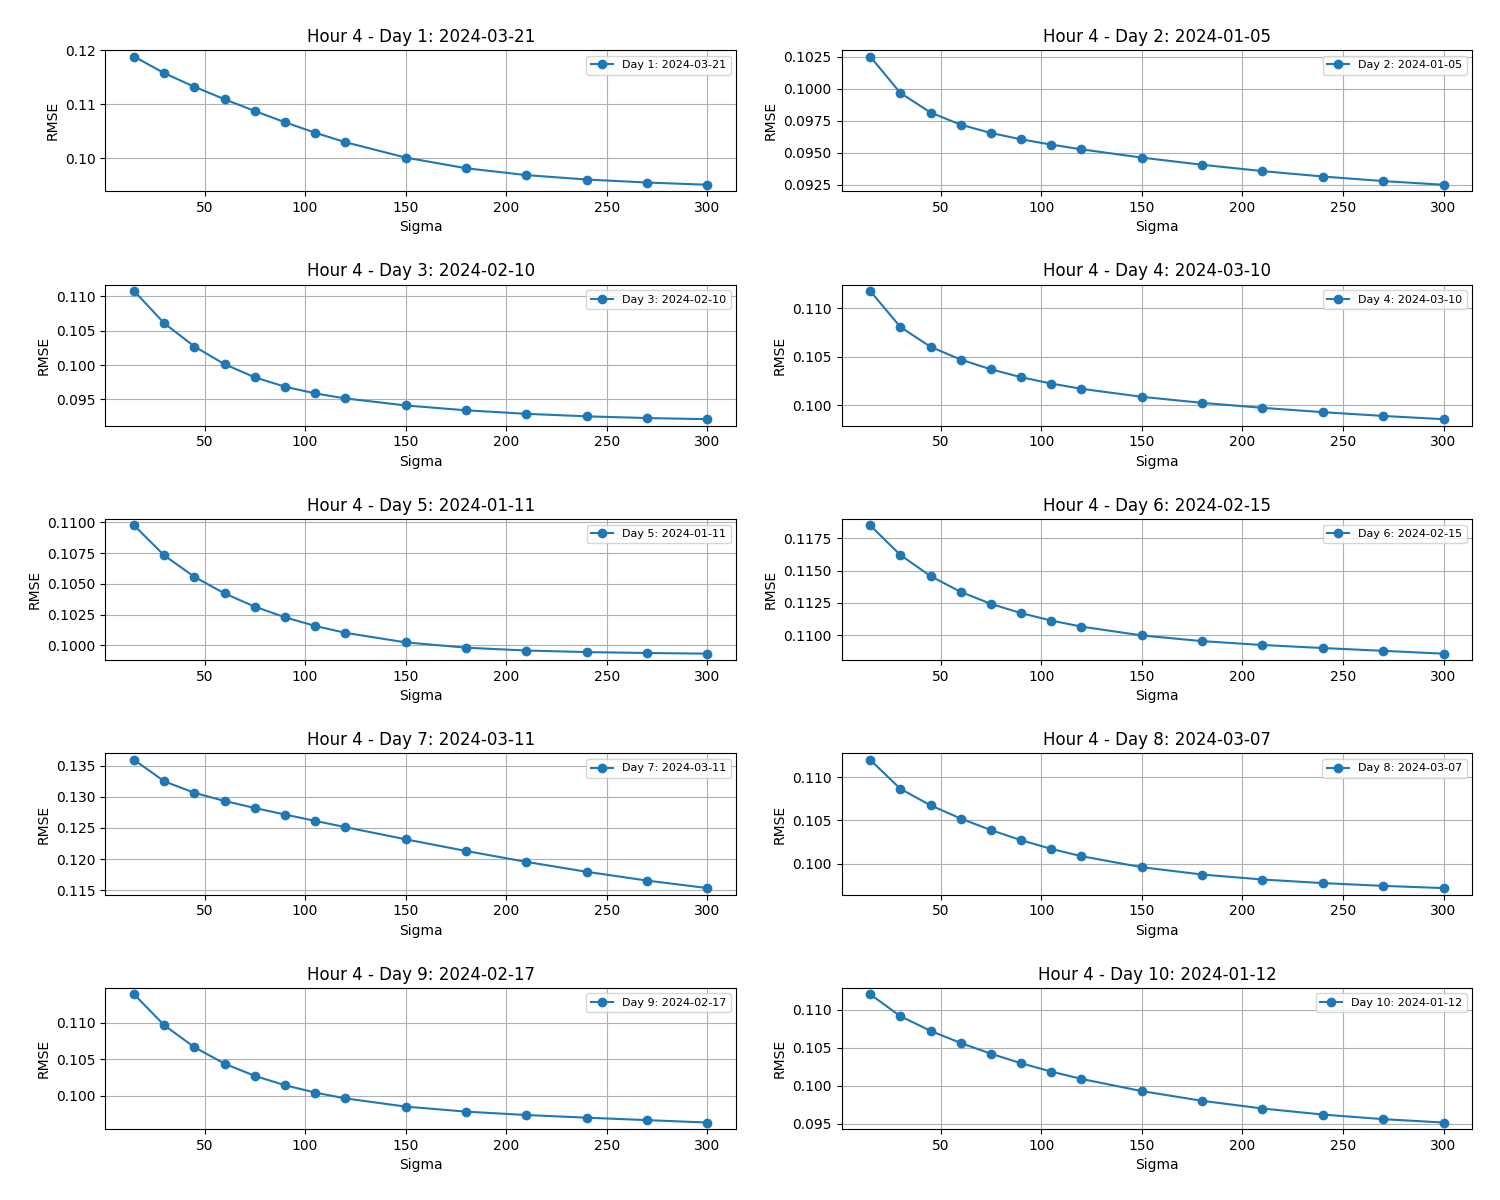 Hour 4 - Day 1: 2024-03-21
Day 1: 2024-03-21
RMSE
0.12
0.11
0.10
50 100 150 200 250 300
Sigma
Hour 4 - Day 2: 2024-01-05
Day 2: 2024-01-05
RMSE
0.1025
0.1000
0.0975
0.0950
0.0925
50 100 150 200 250 300
Sigma
Hour 4 - Day 3: 2024-02-10
Day 3: 2024-02-10
RMSE
0.110
0.105
0.100
0.095
50 100 150 200 250 300
Sigma
Hour 4 - Day 4: 2024-03-10
Day 4: 2024-03-10
RMSE
0.110
0.105
0.100
50 100 150 200 250 300
Sigma
Hour 4 - Day 5: 2024-01-11
Day 5: 2024-01-11
RMSE
0.1100
0.1075
0.1050
0.1025
0.1000
50 100 150 200 250 300
Sigma
Hour 4 - Day 6: 2024-02-15
Day 6: 2024-02-15
RMSE
0.1175
0.1150
0.1125
0.1100
50 100 150 200 250 300
Sigma
Hour 4 - Day 7: 2024-03-11
Day 7: 2024-03-11
RMSE
0.135
0.130
0.125
0.120
0.115
50 100 150 200 250 300
Sigma
Hour 4 - Day 8: 2024-03-07
Day 8: 2024-03-07
RMSE
0.110
0.105
0.100
50 100 150 200 250 300
Sigma
Hour 4 - Day 9: 2024-02-17
Day 9: 2024-02-17
RMSE
0.110
0.105
0.100
50 100 150 200 250 300
Sigma
Hour 4 - Day 10: 2024-01-12
Day 10: 2024-01-12
RMSE
0.110
0.105
0.100
0.095
50 100 150 200 250 300
Sigma